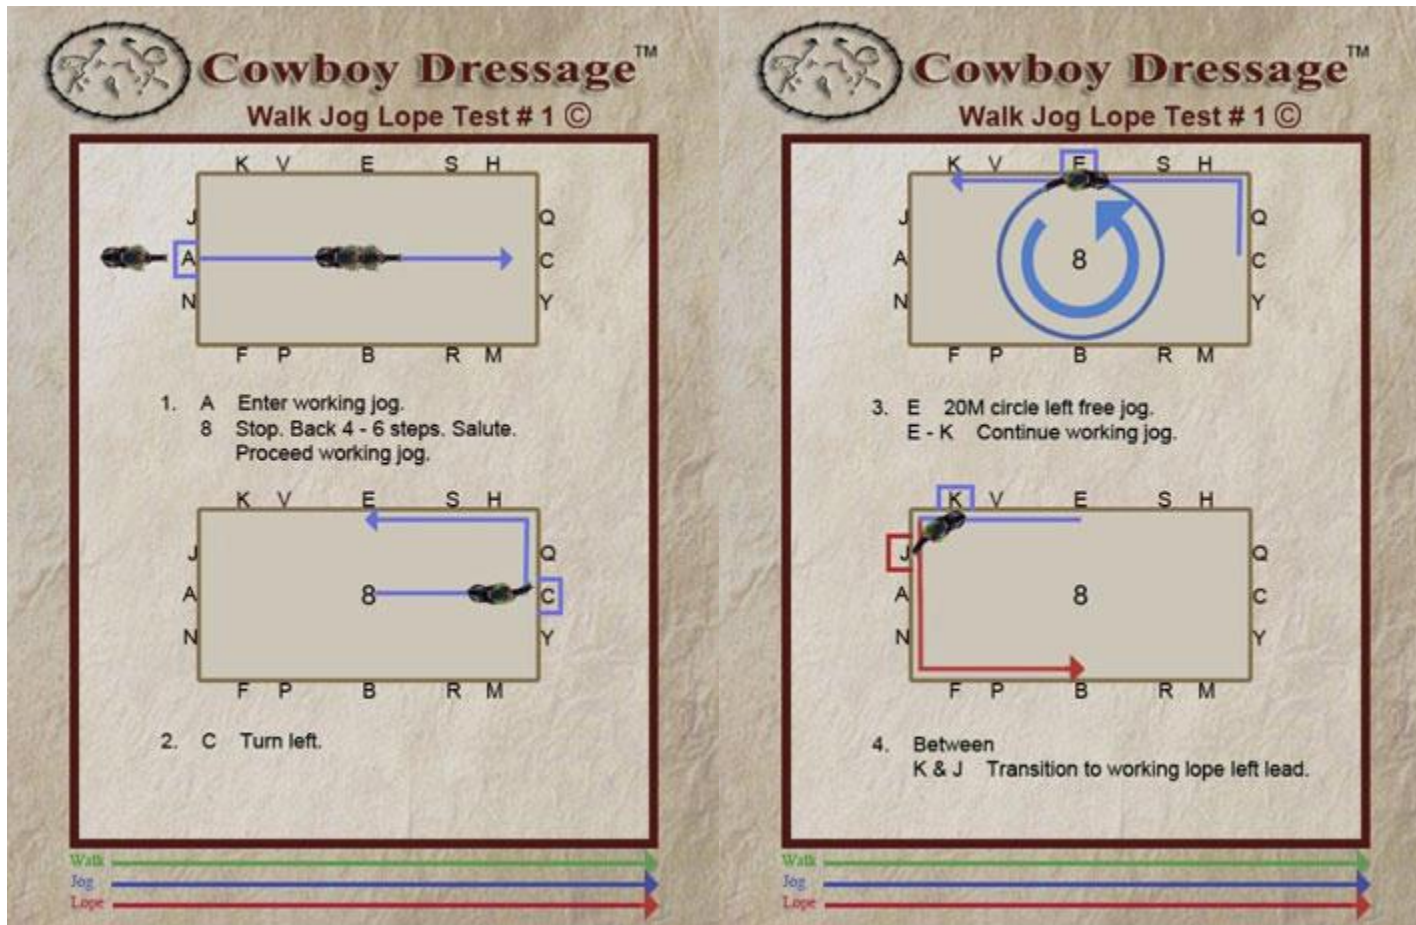 Cowboy Dressage™
Walk Jog Lope Test # 1 ©
K V E S H
J Q
A C
N Y
F P B R M
1. A Enter working jog.
8 Stop. Back 4 - 6 steps. Salute.
Proceed working jog.
K V E S H
J Q
A 8 C
N Y
F P B R M
2. C Turn left.
Walk
Jog
Lope
Cowboy Dressage™
Walk Jog Lope Test # 1 ©
K V E S H
J Q
A 8 C
N Y
F P B R M
3. E 20M circle left free jog.
E - K Continue working jog.
K V E S H
J Q
A 8 C
N Y
F P B R M
4. Between
K & J Transition to working lope left lead.
Walk
Jog
Lope